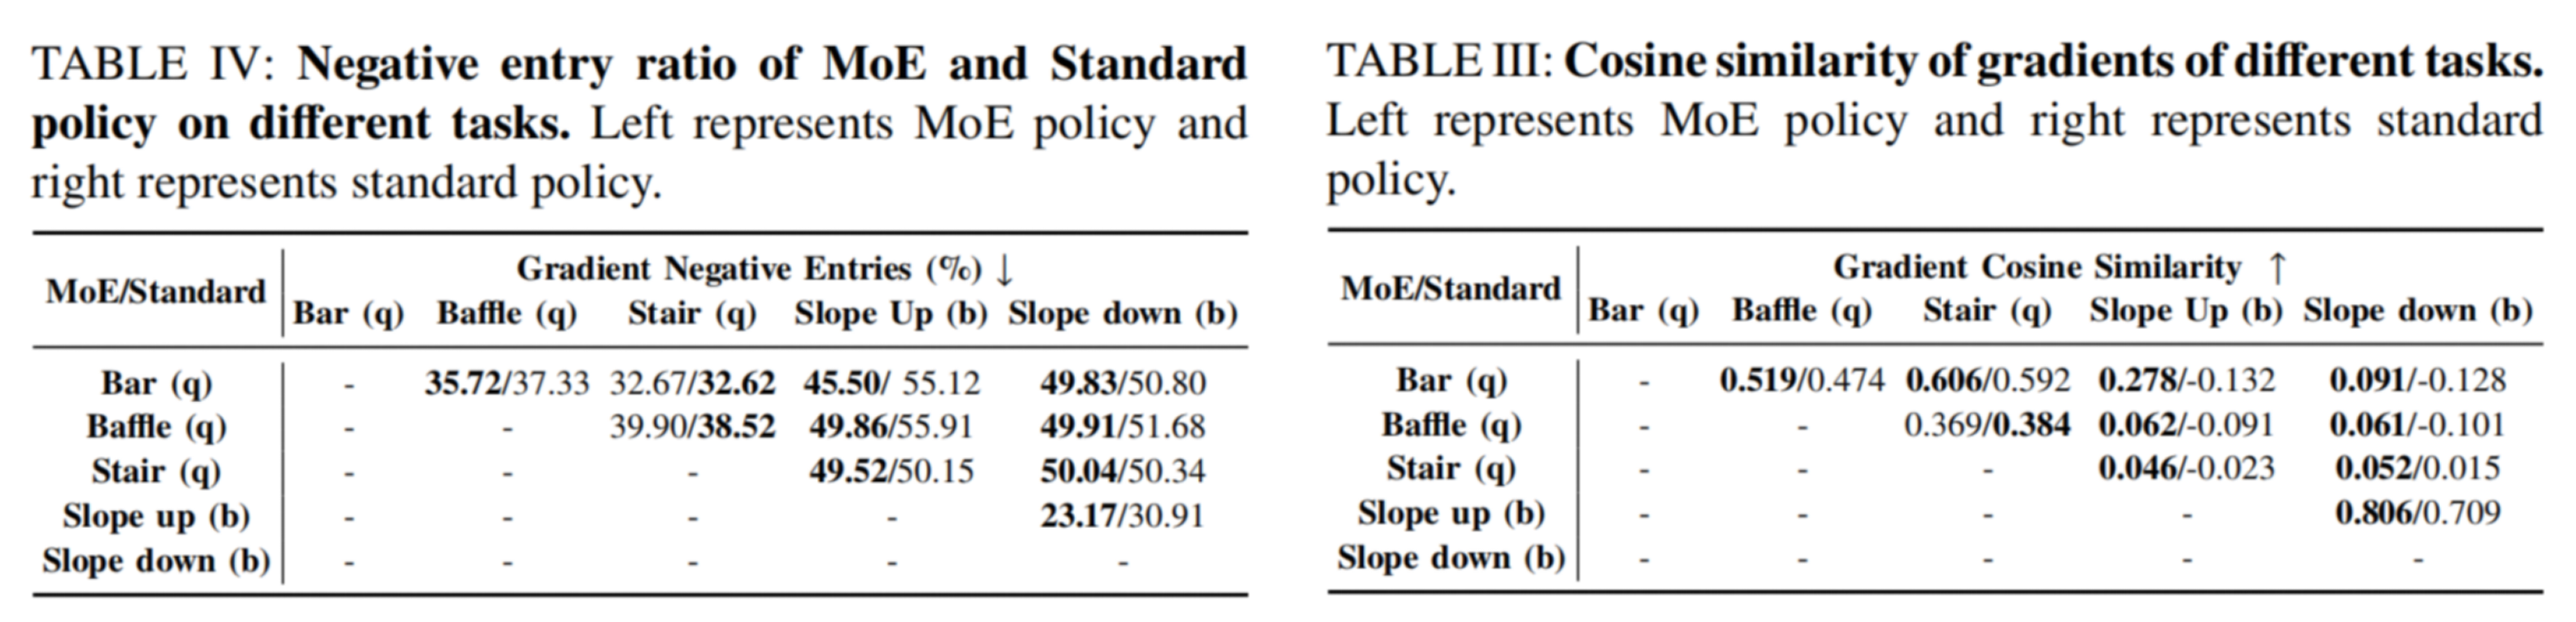 TABLE IV: Negative entry ratio of MoE and Standard
policy on different tasks. Left represents MoE policy and
right represents standard policy.
MoE/Standard
Gradient Negative Entries (%) ↓
Bar (q) Baffle (q) Stair (q) Slope Up (b) Slope down (b)
Bar (q) - 35.72/37.33 32.67/32.62 45.50/ 55.12 49.83/50.80
Baffle (q) - - 39.90/38.52 49.86/55.91 49.91/51.68
Stair (q) - - - 49.52/50.15 50.04/50.34
Slope up (b) - - - - 23.17/30.91
Slope down (b) - - - - -
TABLE III: Cosine similarity of gradients of different tasks.
Left represents MoE policy and right represents standard
policy.
MoE/Standard
Gradient Cosine Similarity ↑
Bar (q) Baffle (q) Stair (q) Slope Up (b) Slope down (b)
Bar (q) - 0.519/0.474 0.606/0.592 0.278/-0.132 0.091/-0.128
Baffle (q) - - 0.369/0.384 0.062/-0.091 0.061/-0.101
Stair (q) - - - 0.046/-0.023 0.052/0.015
Slope up (b) - - - - 0.806/0.709
Slope down (b) - - - - -